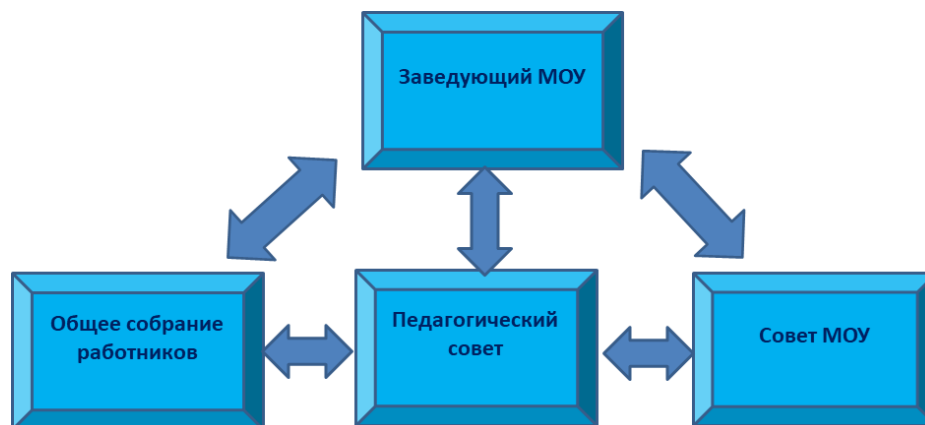 Заведующий МОУ
Общее собрание
работников
Педагогический
совет
Совет МОУ